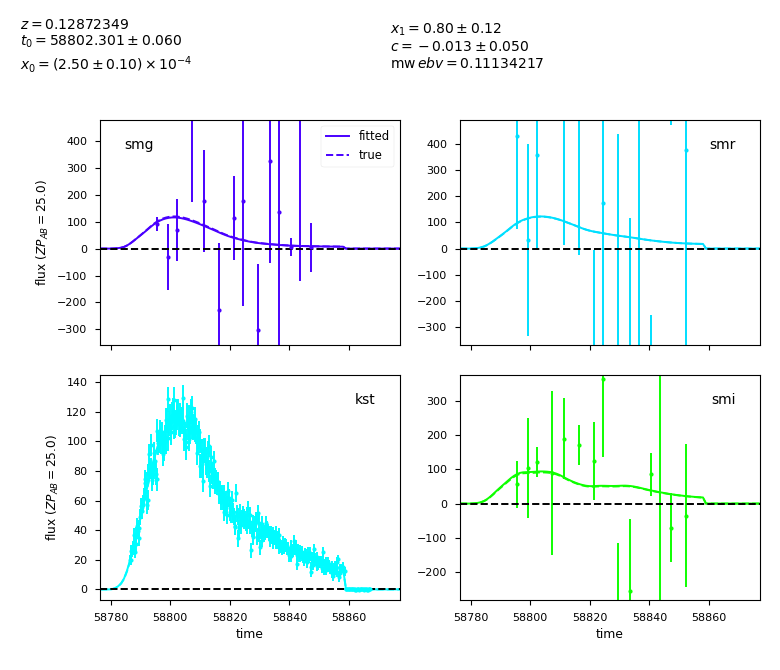 z = 0.12872349
t₀ = 58802.301 ± 0.060
x₀ = (2.50 ± 0.10) × 10⁻⁴
x₁ = 0.80 ± 0.12
c = −0.013 ± 0.050
mwebv = 0.11134217
smg
fitted
true
400
300
200
100
0
−100
−200
−300
flux (ZP_AB = 25.0)
smr
400
300
200
100
0
−100
−200
−300
kst
140
120
100
80
60
40
20
0
flux (ZP_AB = 25.0)
58780 58800 58820 58840 58860
time
smi
300
200
100
0
−100
−200
58780 58800 58820 58840 58860
time